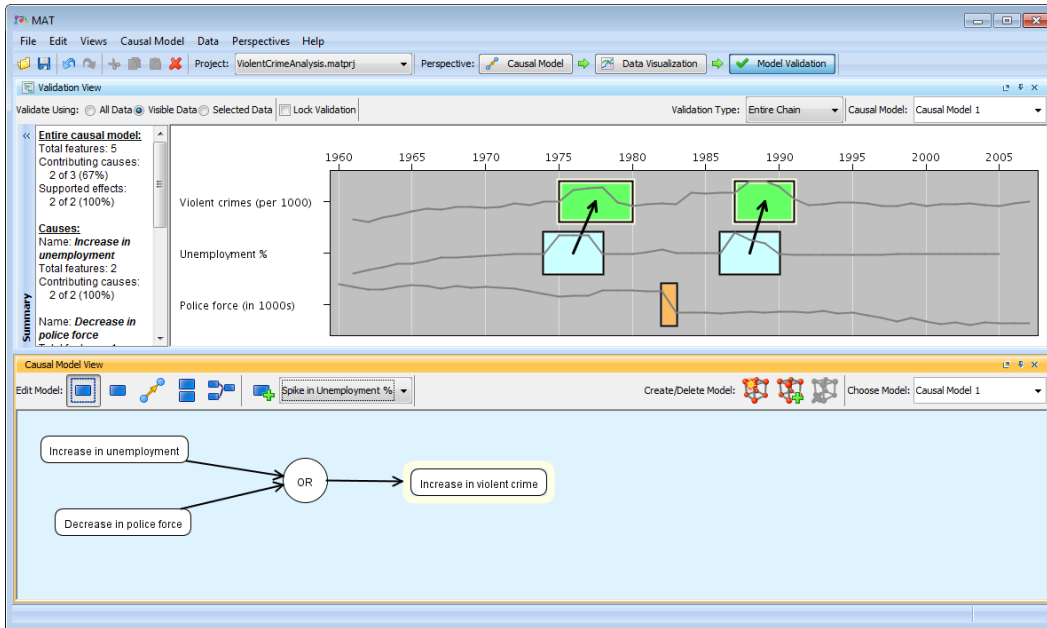 MAT
File Edit Views Causal Model Data Perspectives Help
Project: ViolentCrimeAnalysis.matprj Perspective: Causal Model Data Visualization Model Validation
Validation View
Validate Using: All Data Visible Data Selected Data Lock Validation Validation Type: Entire Chain Causal Model: Causal Model 1
Summary
Entire causal model:
Total features: 5
Contributing causes:
2 of 3 (67%)
Supported effects:
2 of 2 (100%)
Causes:
Name: Increase in
unemployment
Total features: 2
Contributing causes:
2 of 2 (100%)
Name: Decrease in
police force
1960 1965 1970 1975 1980 1985 1990 1995 2000 2005
Violent crimes (per 1000)
Unemployment %
Police force (in 1000s)
Causal Model View
Edit Model: Spike in Unemployment % Create/Delete Model: Choose Model: Causal Model 1
Increase in unemployment
OR
Increase in violent crime
Decrease in police force